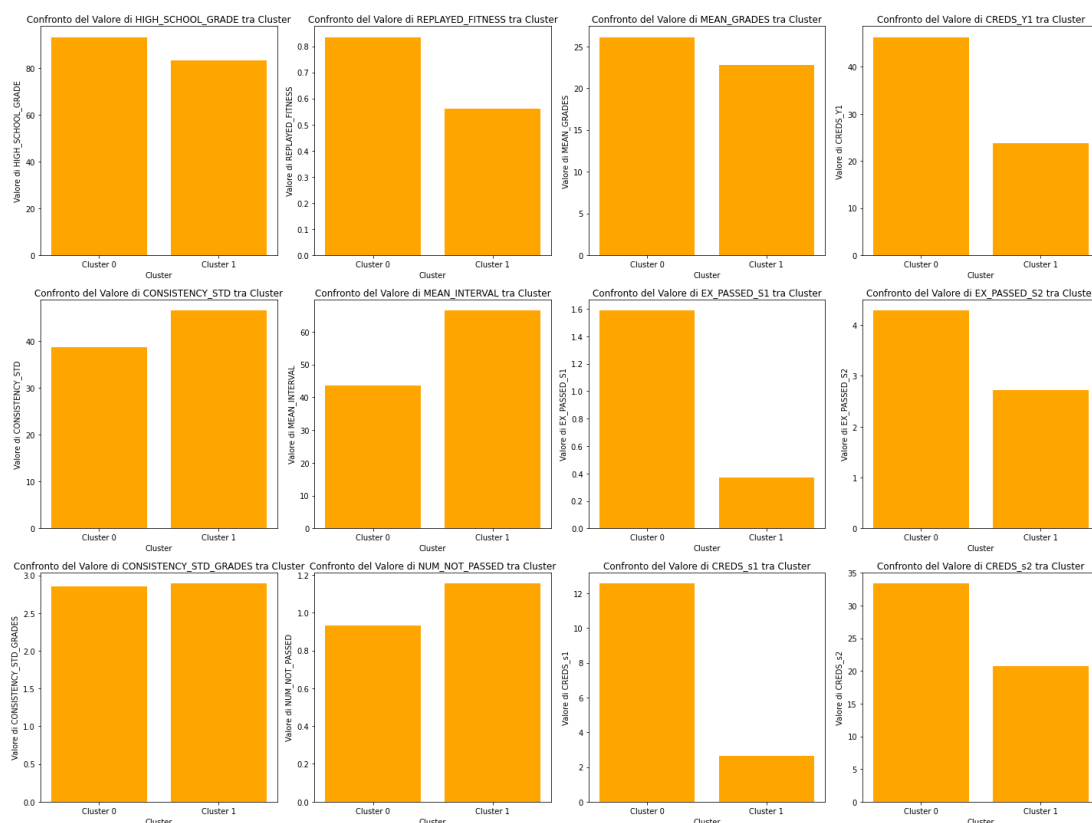 Confronto del Valore di HIGH_SCHOOL_GRADE tra Cluster
Valore di HIGH_SCHOOL_GRADE
80
60
40
20
0
Cluster 0 Cluster 1
Cluster
Confronto del Valore di REPLAYED_FITNESS tra Cluster
Valore di REPLAYED_FITNESS
0.8
0.7
0.6
0.5
0.4
0.3
0.2
0.1
0.0
Cluster 0 Cluster 1
Cluster
Confronto del Valore di MEAN_GRADES tra Cluster
Valore di MEAN_GRADES
25
20
15
10
5
0
Cluster 0 Cluster 1
Cluster
Confronto del Valore di CREDS_Y1 tra Cluster
Valore di CREDS_Y1
40
30
20
10
0
Cluster 0 Cluster 1
Cluster
Confronto del Valore di CONSISTENCY_STD tra Cluster
Valore di CONSISTENCY_STD
40
30
20
10
0
Cluster 0 Cluster 1
Cluster
Confronto del Valore di MEAN_INTERVAL tra Cluster
Valore di MEAN_INTERVAL
60
50
40
30
20
10
0
Cluster 0 Cluster 1
Cluster
Confronto del Valore di EX_PASSED_S1 tra Cluster
Valore di EX_PASSED_S1
1.6
1.4
1.2
1.0
0.8
0.6
0.4
0.2
0.0
Cluster 0 Cluster 1
Cluster
Confronto del Valore di EX_PASSED_S2 tra Cluster
Valore di EX_PASSED_S2
4
3
2
1
0
Cluster 0 Cluster 1
Cluster
Confronto del Valore di CONSISTENCY_STD_GRADES tra Cluster
Valore di CONSISTENCY_STD_GRADES
3.0
2.5
2.0
1.5
1.0
0.5
0.0
Cluster 0 Cluster 1
Cluster
Confronto del Valore di NUM_NOT_PASSED tra Cluster
Valore di NUM_NOT_PASSED
1.2
1.0
0.8
0.6
0.4
0.2
0.0
Cluster 0 Cluster 1
Cluster
Confronto del Valore di CREDS_s1 tra Cluster
Valore di CREDS_s1
12
10
8
6
4
2
0
Cluster 0 Cluster 1
Cluster
Confronto del Valore di CREDS_s2 tra Cluster
Valore di CREDS_s2
35
30
25
20
15
10
5
0
Cluster 0 Cluster 1
Cluster